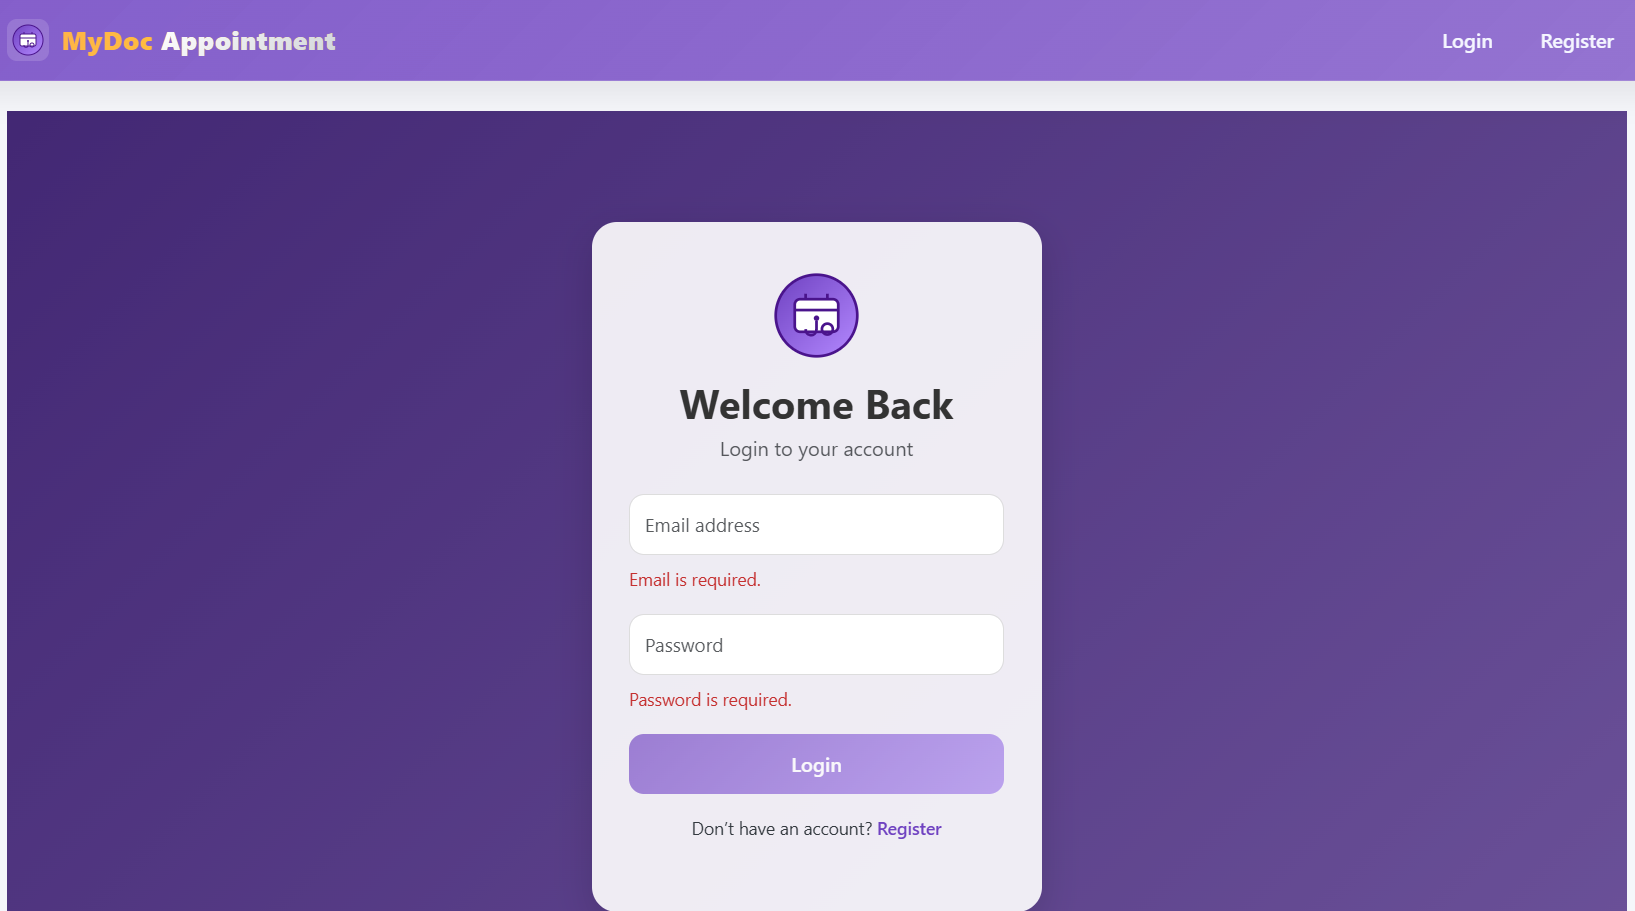 MyDoc Appointment
Login
Register
Welcome Back
Login to your account
Email address
Email is required.
Password
Password is required.
Login
Don’t have an account? Register